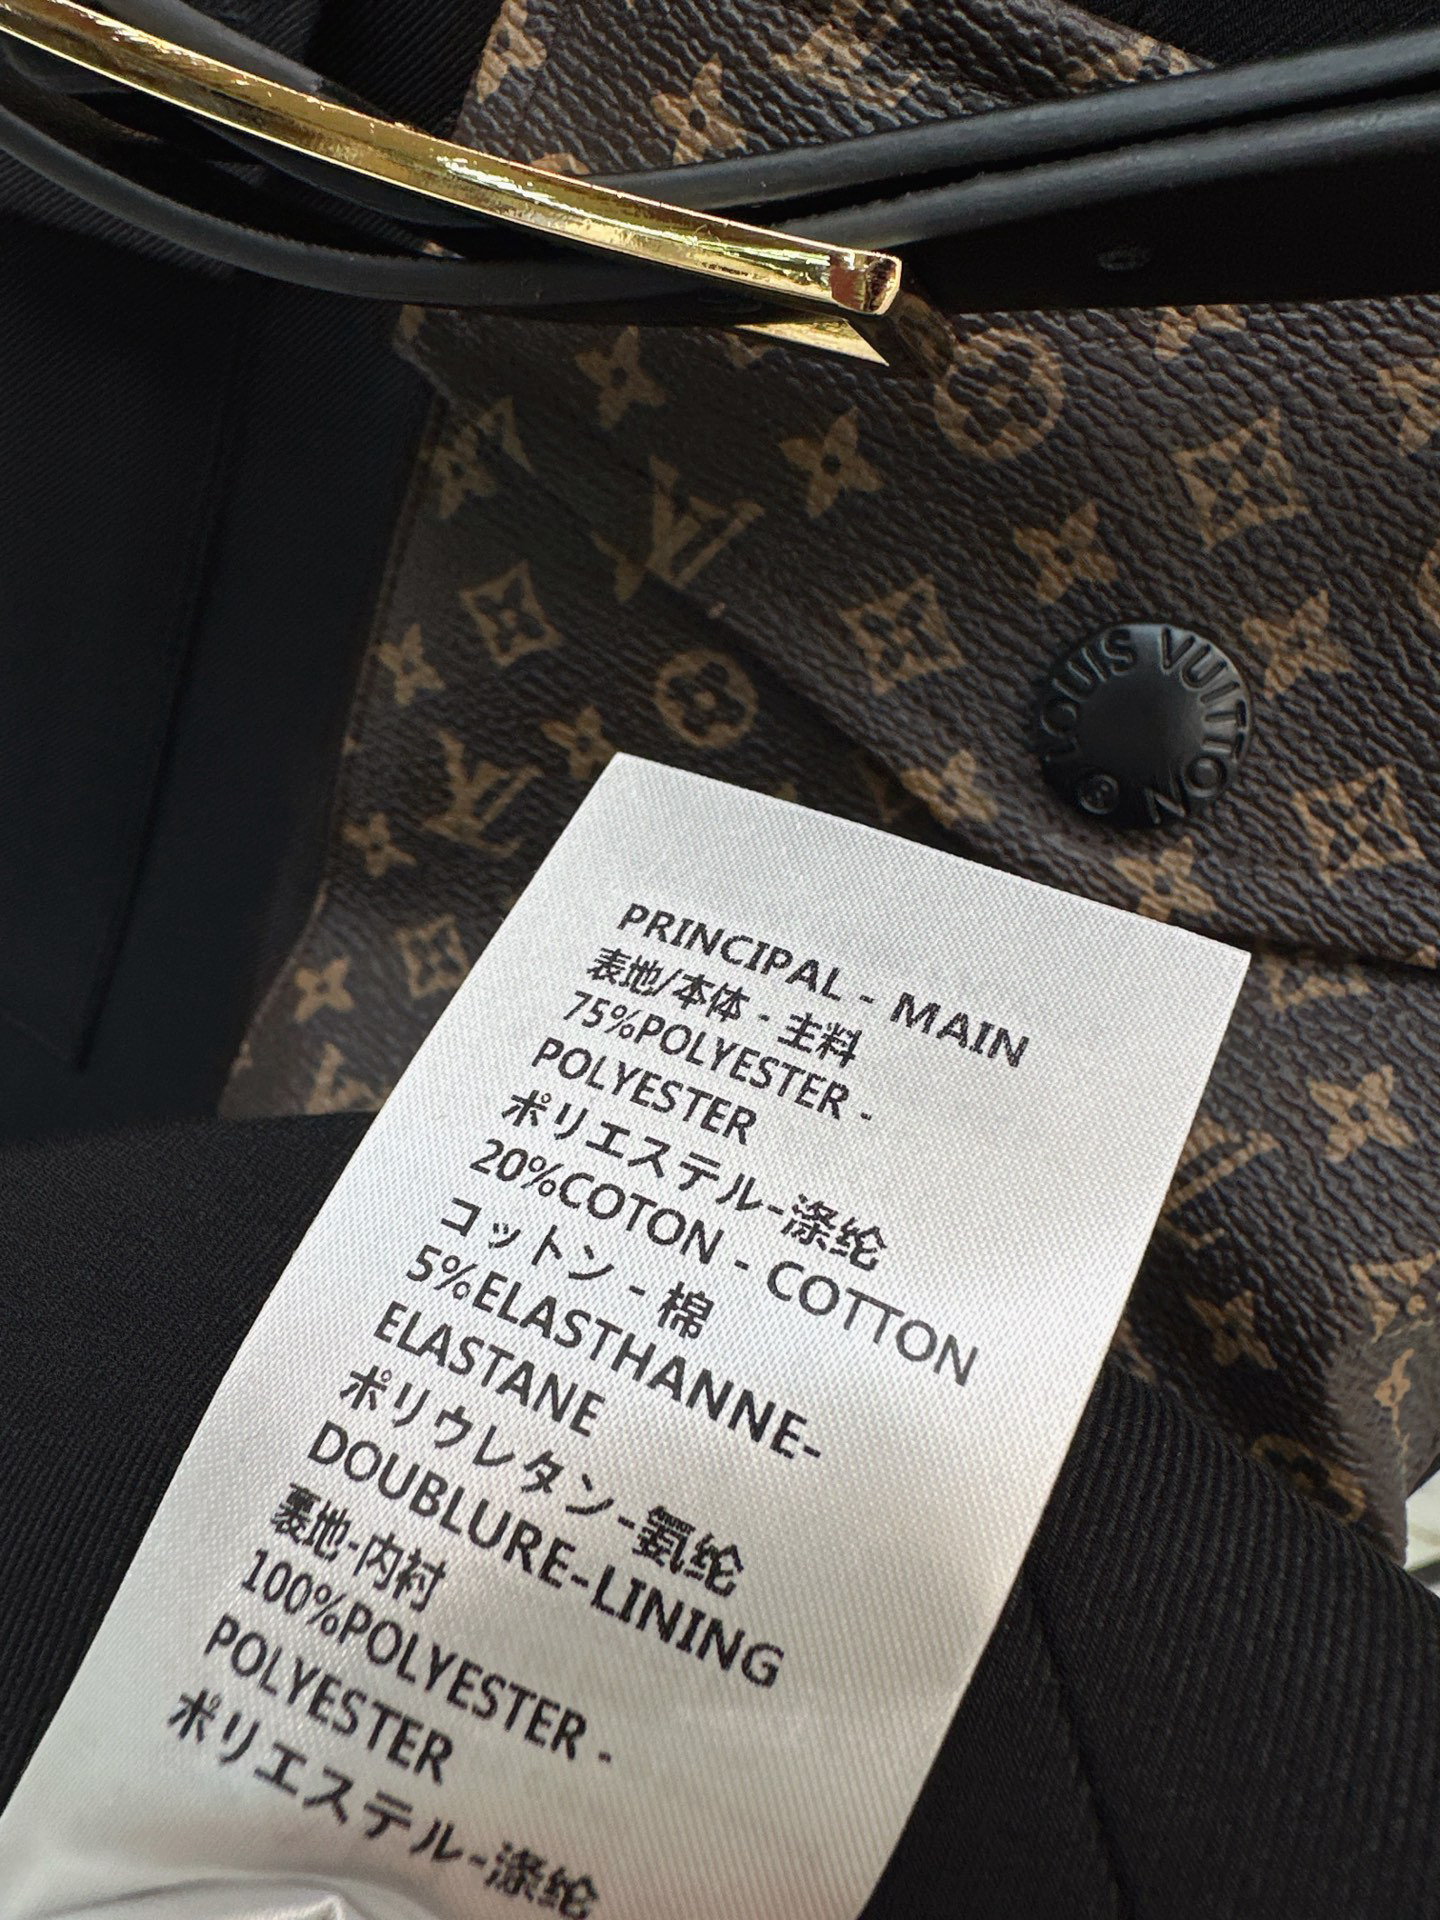 LOUIS VUITTON
PRINCIPAL - MAIN
表地/本体 - 主料
75%POLYESTER -
POLYESTER
ポリエステル-涤纶
20%COTON - COTTON
コットン - 棉
5%ELASTHANNE-
ELASTANE
ポリウレタン-氨纶
DOUBLURE-LINING
裏地-内衬
100%POLYESTER -
POLYESTER
ポリエステル-涤纶